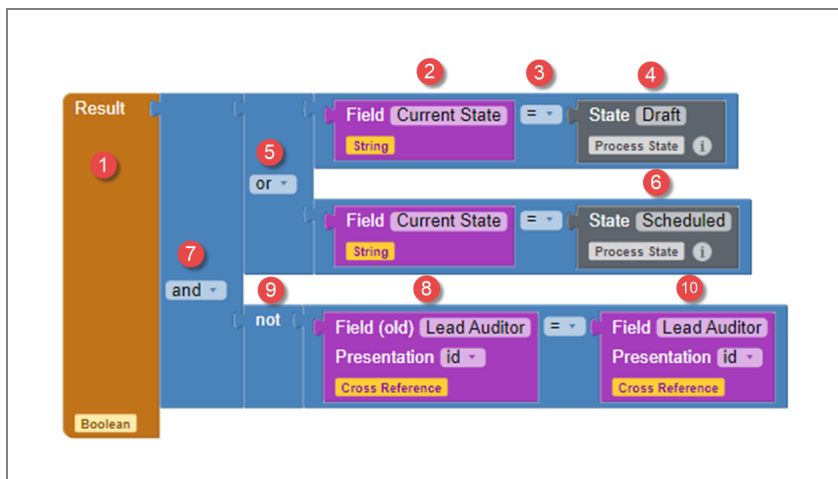 2 3 4
Result Field Current State = State Draft
String Process State i
1 5
or 6
Field Current State = State Scheduled
7 String Process State i
and 9 8 10
not Field (old) Lead Auditor = Field Lead Auditor
Presentation id Presentation id
Cross Reference Cross Reference
Boolean